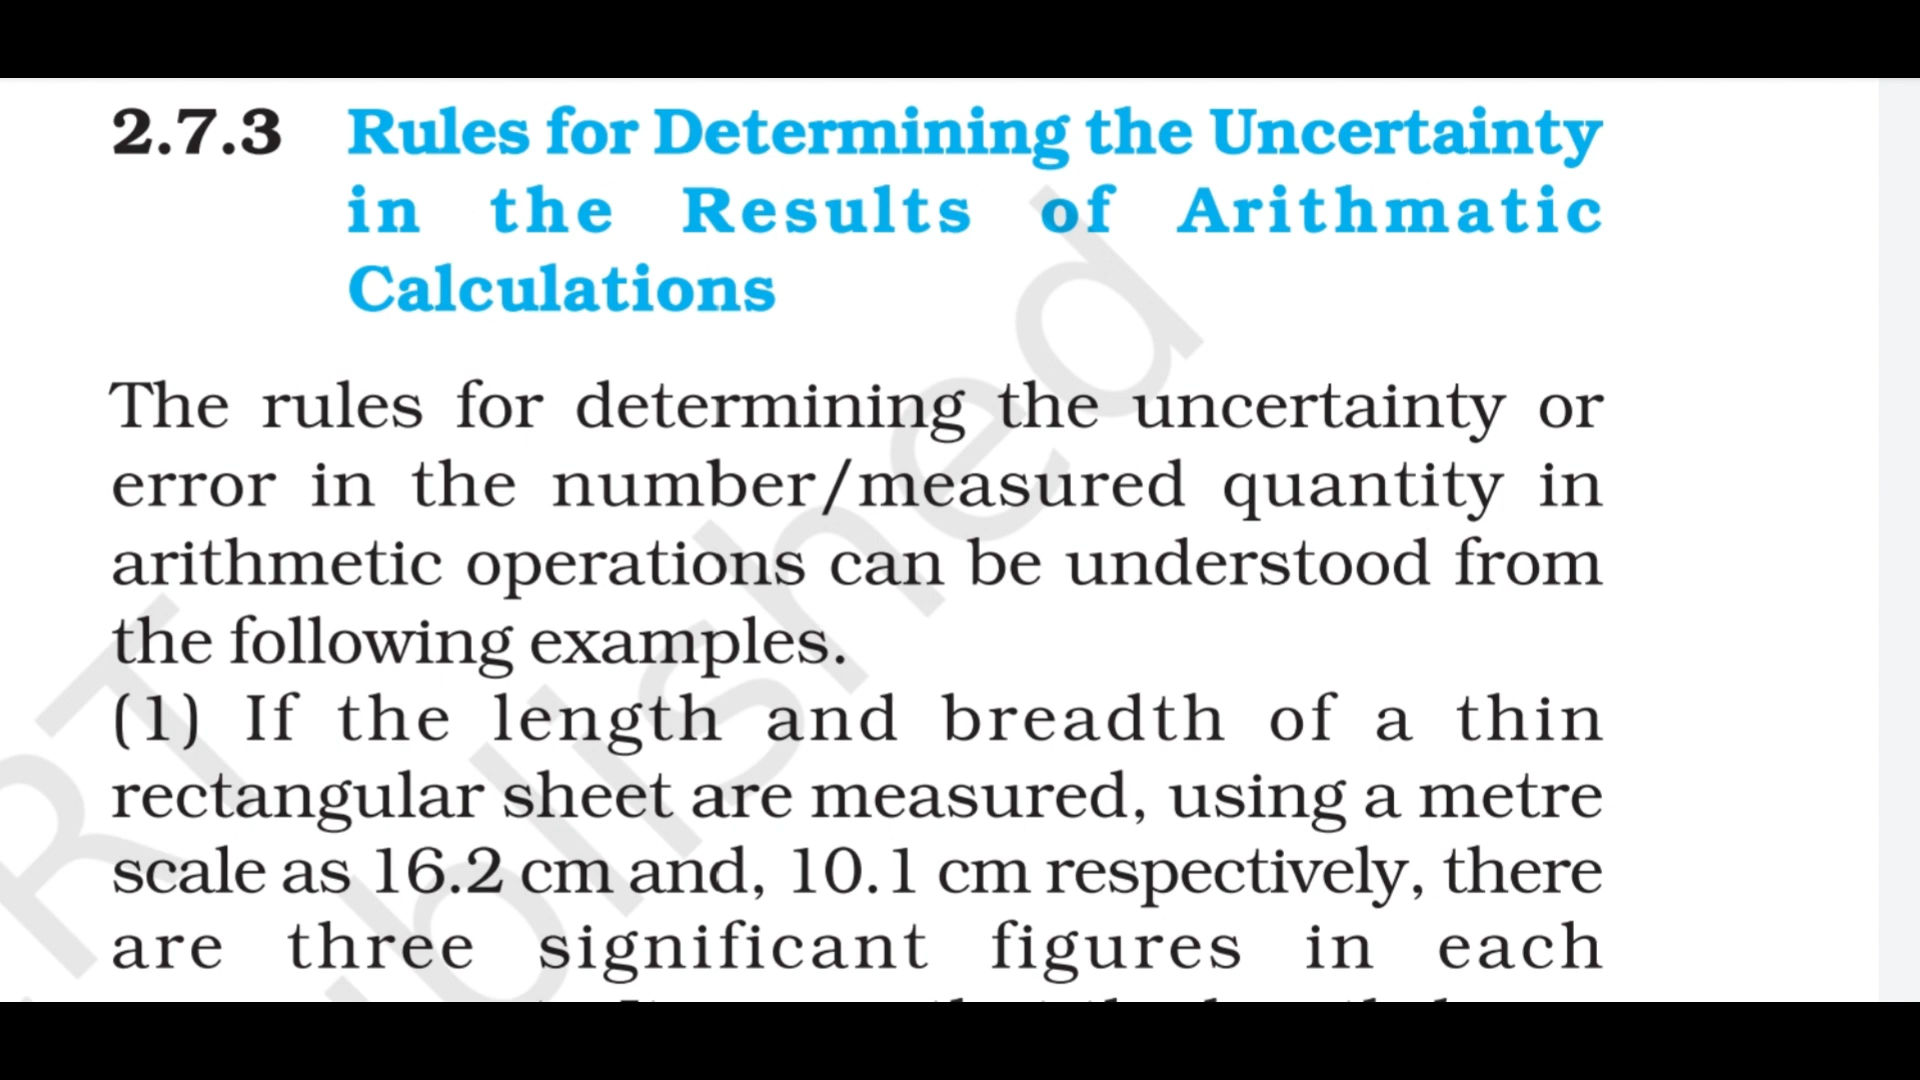 2.7.3 Rules for Determining the Uncertainty
in the Results of Arithmatic
Calculations
The rules for determining the uncertainty or
error in the number/measured quantity in
arithmetic operations can be understood from
the following examples.
(1) If the length and breadth of a thin
rectangular sheet are measured, using a metre
scale as 16.2 cm and, 10.1 cm respectively, there
are three significant figures in each